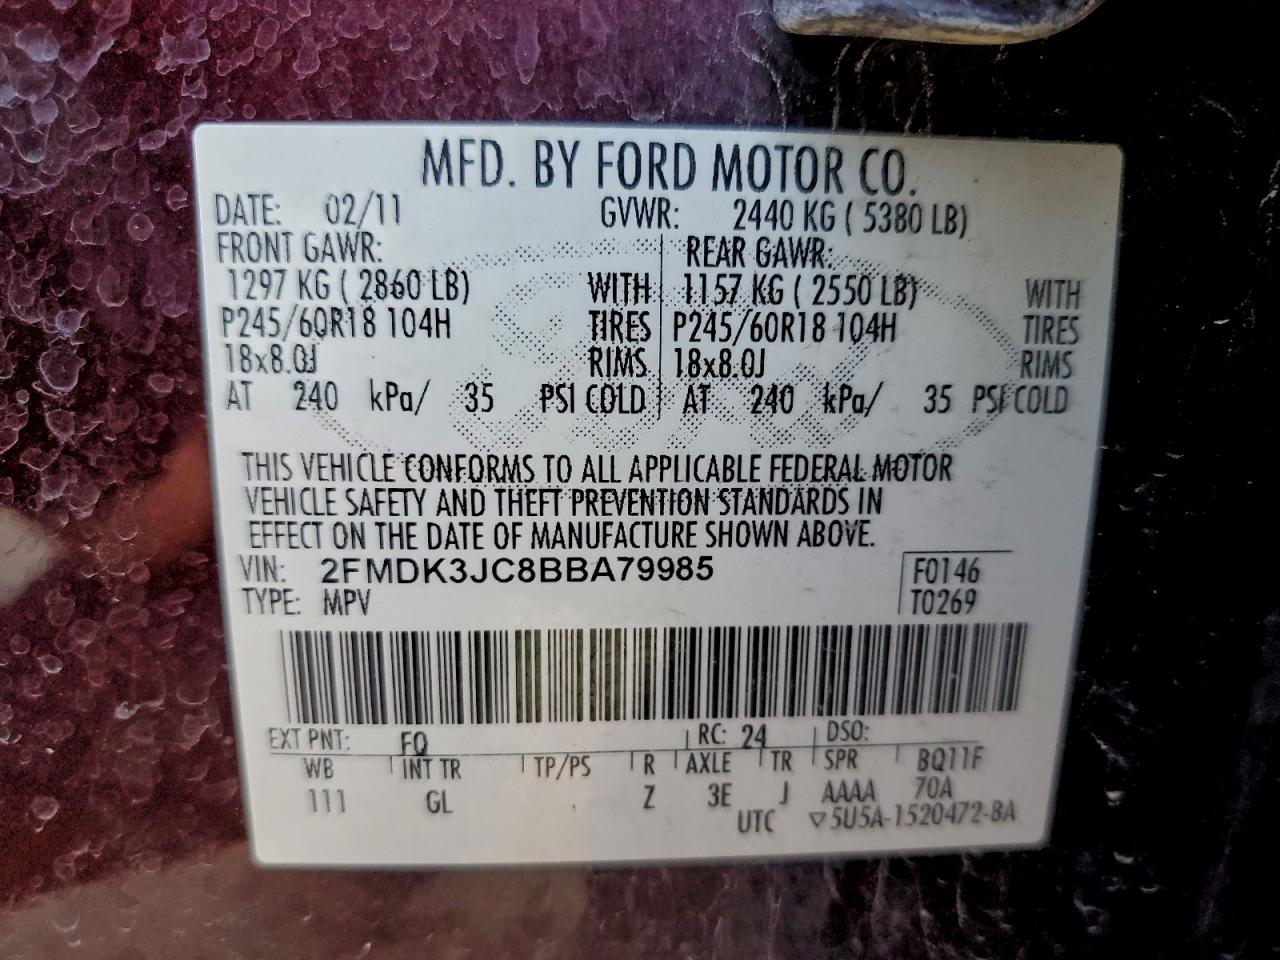 MFD. BY FORD MOTOR CO.
DATE: 02/11 GVWR: 2440 KG ( 5380 LB)
FRONT GAWR: REAR GAWR:
1297 KG ( 2860 LB) WITH 1157 KG ( 2550 LB) WITH
P245/60R18 104H TIRES P245/60R18 104H TIRES
18x8.0J RIMS 18x8.0J RIMS
AT 240 kPa/ 35 PSI COLD AT 240 kPa/ 35 PSI COLD
THIS VEHICLE CONFORMS TO ALL APPLICABLE FEDERAL MOTOR
VEHICLE SAFETY AND THEFT PREVENTION STANDARDS IN
EFFECT ON THE DATE OF MANUFACTURE SHOWN ABOVE.
VIN: 2FMDK3JC8BBA79985 F0146
TYPE: MPV T0269
EXT PNT: FQ RC: 24 DSO:
WB INT TR TP/PS R AXLE TR SPR BQ11F
111 GL Z 3E J AAAA 70A
UTC ▽5U5A-1520472-BA